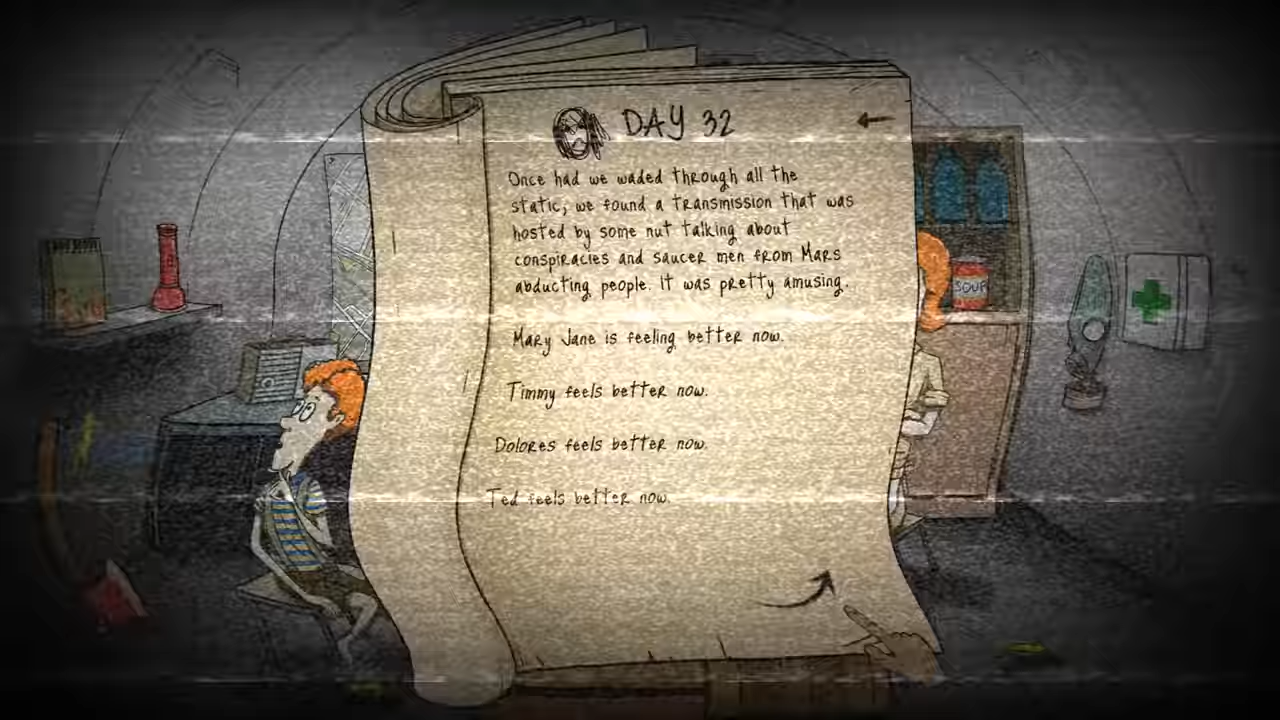 DAY 32
Once had we waded through all the
static, we found a transmission that was
hosted by some nut talking about
conspiracies and saucer men from Mars
abducting people. It was pretty amusing.
Mary Jane is feeling better now.
Timmy feels better now.
Dolores feels better now.
Ted feels better now.
SOUP